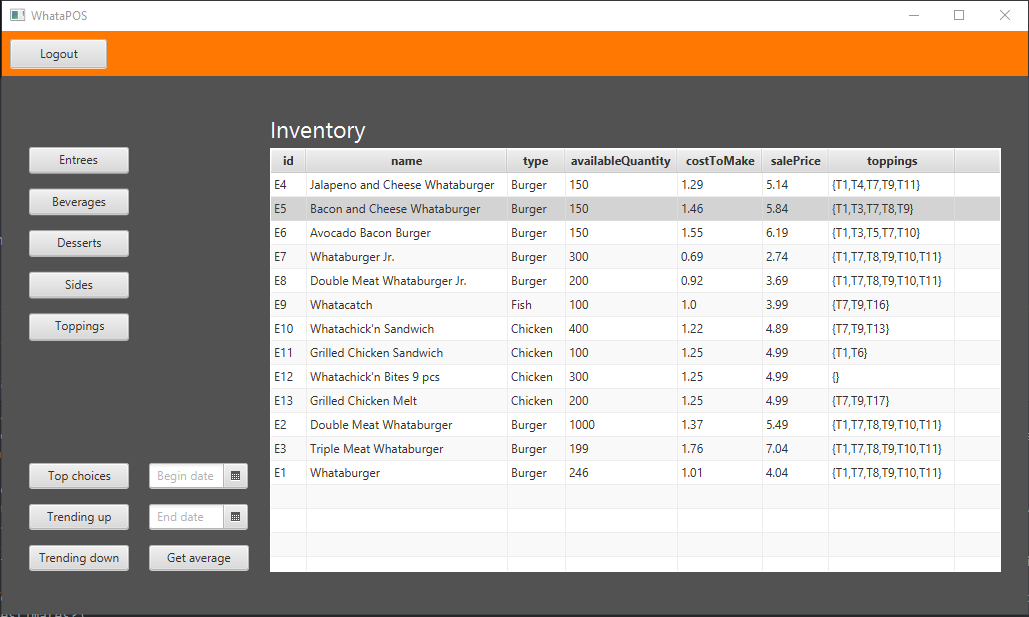 WhataPOS
Logout
Inventory
Entrees
Beverages
Desserts
Sides
Toppings
Top choices
Begin date
Trending up
End date
Trending down
Get average
id name type availableQuantity costToMake salePrice toppings
E4 Jalapeno and Cheese Whataburger Burger 150 1.29 5.14 {T1,T4,T7,T9,T11}
E5 Bacon and Cheese Whataburger Burger 150 1.46 5.84 {T1,T3,T7,T8,T9}
E6 Avocado Bacon Burger Burger 150 1.55 6.19 {T1,T3,T5,T7,T10}
E7 Whataburger Jr. Burger 300 0.69 2.74 {T1,T7,T8,T9,T10,T11}
E8 Double Meat Whataburger Jr. Burger 200 0.92 3.69 {T1,T7,T8,T9,T10,T11}
E9 Whatacatch Fish 100 1.0 3.99 {T7,T9,T16}
E10 Whatachick'n Sandwich Chicken 400 1.22 4.89 {T7,T9,T13}
E11 Grilled Chicken Sandwich Chicken 100 1.25 4.99 {T1,T6}
E12 Whatachick'n Bites 9 pcs Chicken 300 1.25 4.99 {}
E13 Grilled Chicken Melt Chicken 200 1.25 4.99 {T7,T9,T17}
E2 Double Meat Whataburger Burger 1000 1.37 5.49 {T1,T7,T8,T9,T10,T11}
E3 Triple Meat Whataburger Burger 199 1.76 7.04 {T1,T7,T8,T9,T10,T11}
E1 Whataburger Burger 246 1.01 4.04 {T1,T7,T8,T9,T10,T11}